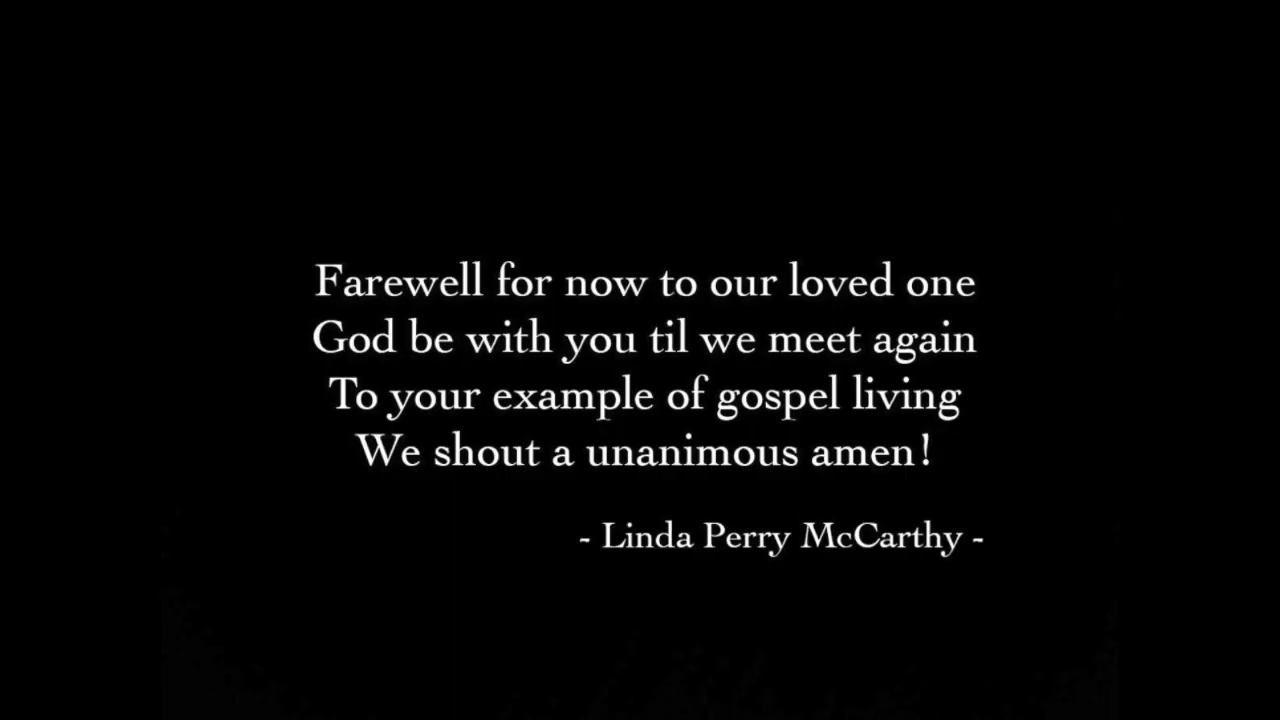 Farewell for now to our loved one
God be with you til we meet again
To your example of gospel living
We shout a unanimous amen!
- Linda Perry McCarthy -